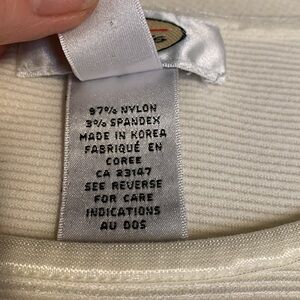 97% NYLON
3% SPANDEX
MADE IN KOREA
FABRIQUÉ EN
COREE
CA 23147
SEE REVERSE
FOR CARE
INDICATIONS
AU DOS